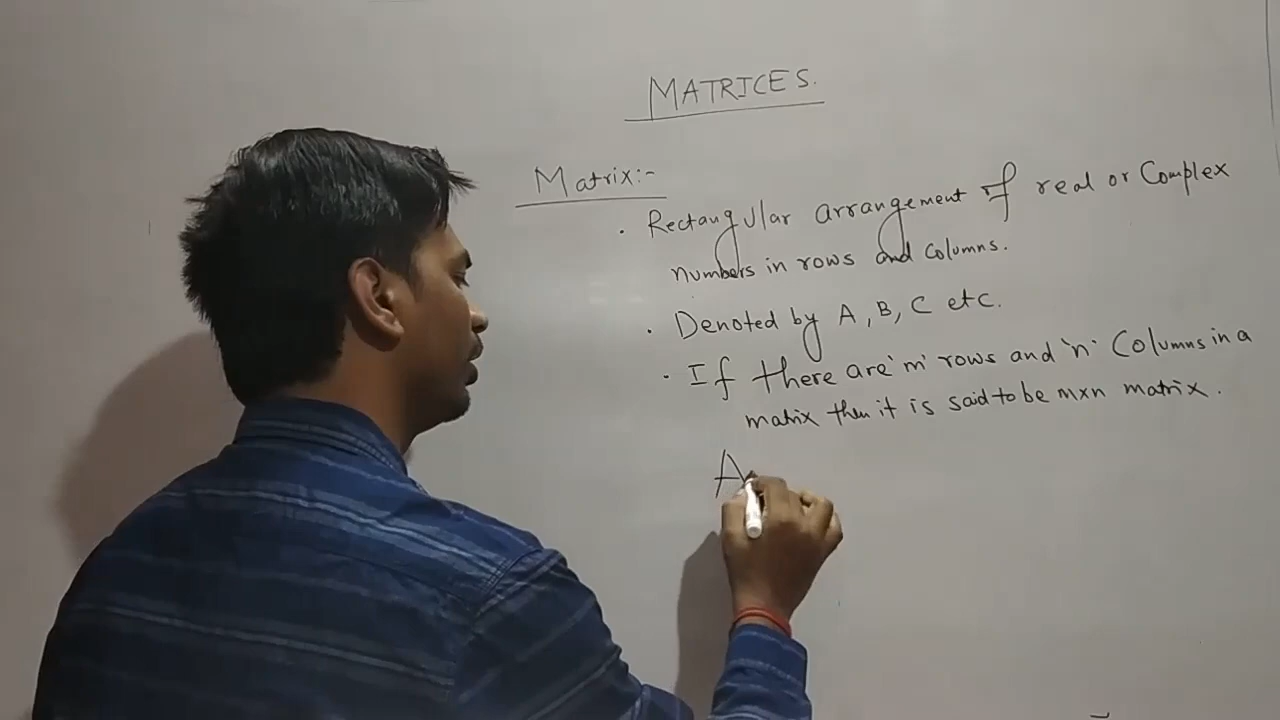 MATRICES.
Matrix:-
. Rectangular arrangement of real or Complex
numbers in rows and columns.
. Denoted by A, B, C etc.
. If there are 'm' rows and 'n' Columns in a
matrix then it is said to be mxn matrix.
A